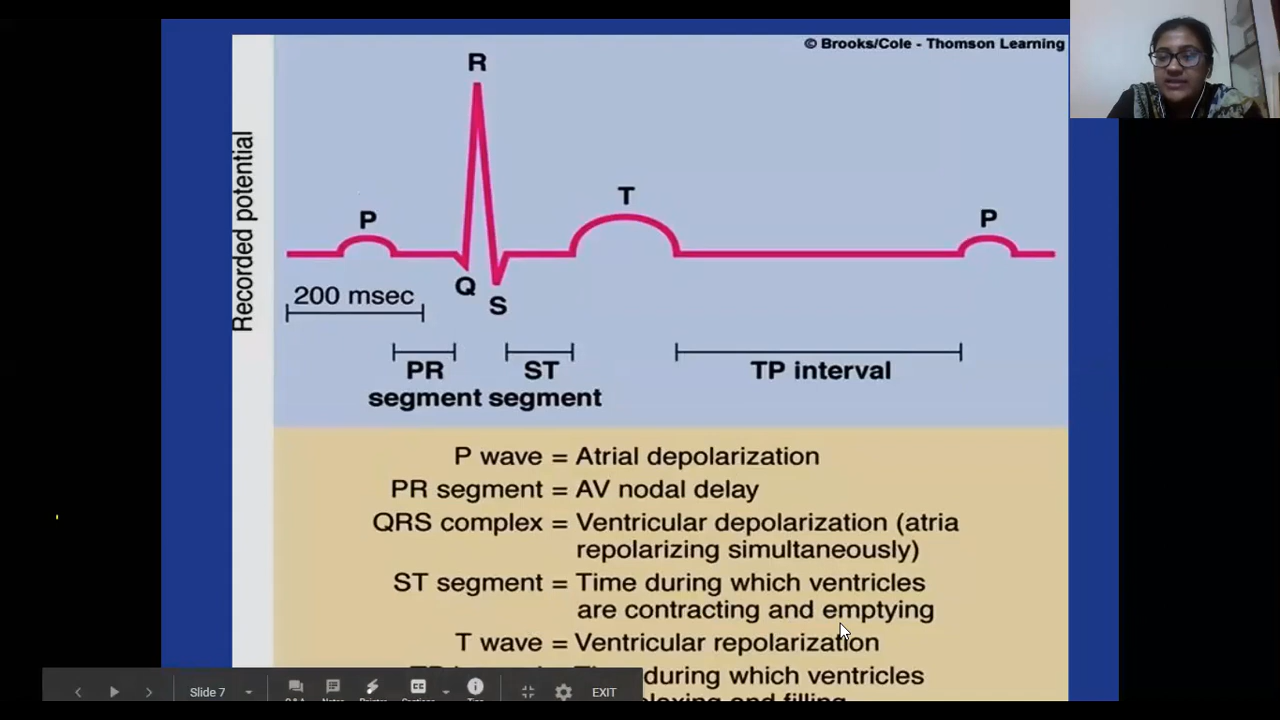 © Brooks/Cole - Thomson Learning
Recorded potential
R
P
T
P
Q
S
200 msec
PR segment
ST segment
TP interval
P wave = Atrial depolarization
PR segment = AV nodal delay
QRS complex = Ventricular depolarization (atria
repolarizing simultaneously)
ST segment = Time during which ventricles
are contracting and emptying
T wave = Ventricular repolarization
during which ventricles
and filling
Slide 7
EXIT